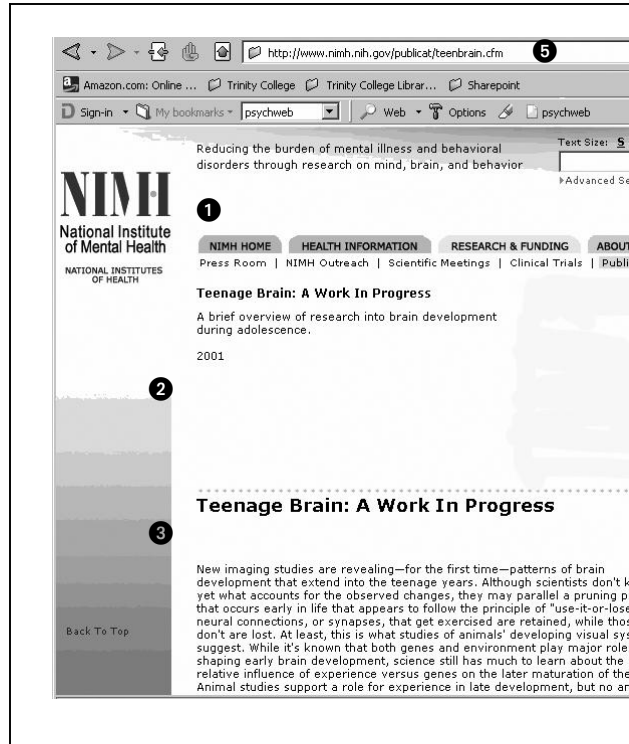 http://www.nimh.nih.gov/publicat/teenbrain.cfm 5
Amazon.com: Online ... Trinity College Trinity College Librar... Sharepoint
Sign-in My bookmarks psychweb Web Options psychweb
Reducing the burden of mental illness and behavioral
disorders through research on mind, brain, and behavior
Text Size: S
Advanced Se
NIMH
National Institute
of Mental Health
NATIONAL INSTITUTES
OF HEALTH
1
NIMH HOME HEALTH INFORMATION RESEARCH & FUNDING ABOU
Press Room | NIMH Outreach | Scientific Meetings | Clinical Trials | Publi
Teenage Brain: A Work In Progress
A brief overview of research into brain development
during adolescence.
2001
2
Teenage Brain: A Work In Progress
3
New imaging studies are revealing—for the first time—patterns of brain
development that extend into the teenage years. Although scientists don't k
yet what accounts for the observed changes, they may parallel a pruning p
that occurs early in life that appears to follow the principle of "use-it-or-lose
neural connections, or synapses, that get exercised are retained, while thos
don't are lost. At least, this is what studies of animals' developing visual sys
suggest. While it's known that both genes and environment play major role
shaping early brain development, science still has much to learn about the
relative influence of experience versus genes on the later maturation of the
Animal studies support a role for experience in late development, but no an
Back To Top